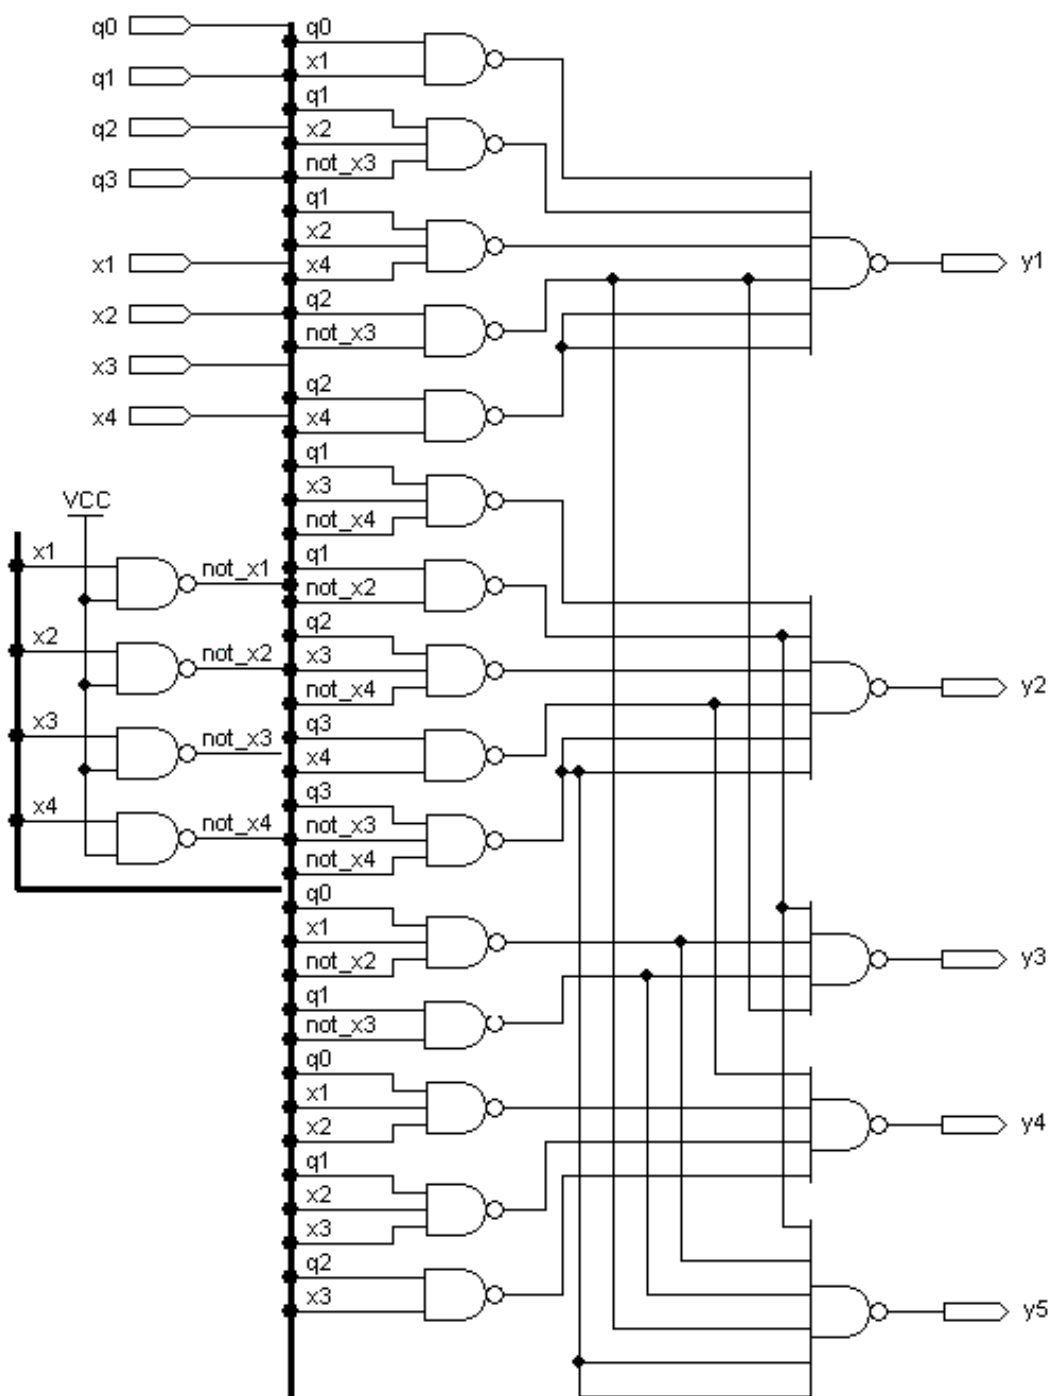 q0
q1
q2
q3
x1
x2
x3
x4
VCC
x1
not_x1
x2
not_x2
x3
not_x3
x4
not_x4
q0
x1
q1
x2
not_x3
q1
x2
x4
q2
not_x3
q2
x4
q1
x3
not_x4
q1
not_x2
q2
x3
not_x4
q3
x4
q3
not_x3
not_x4
q0
x1
not_x2
q1
not_x3
q0
x1
x2
q1
x2
x3
q2
x3
y1
y2
y3
y4
y5